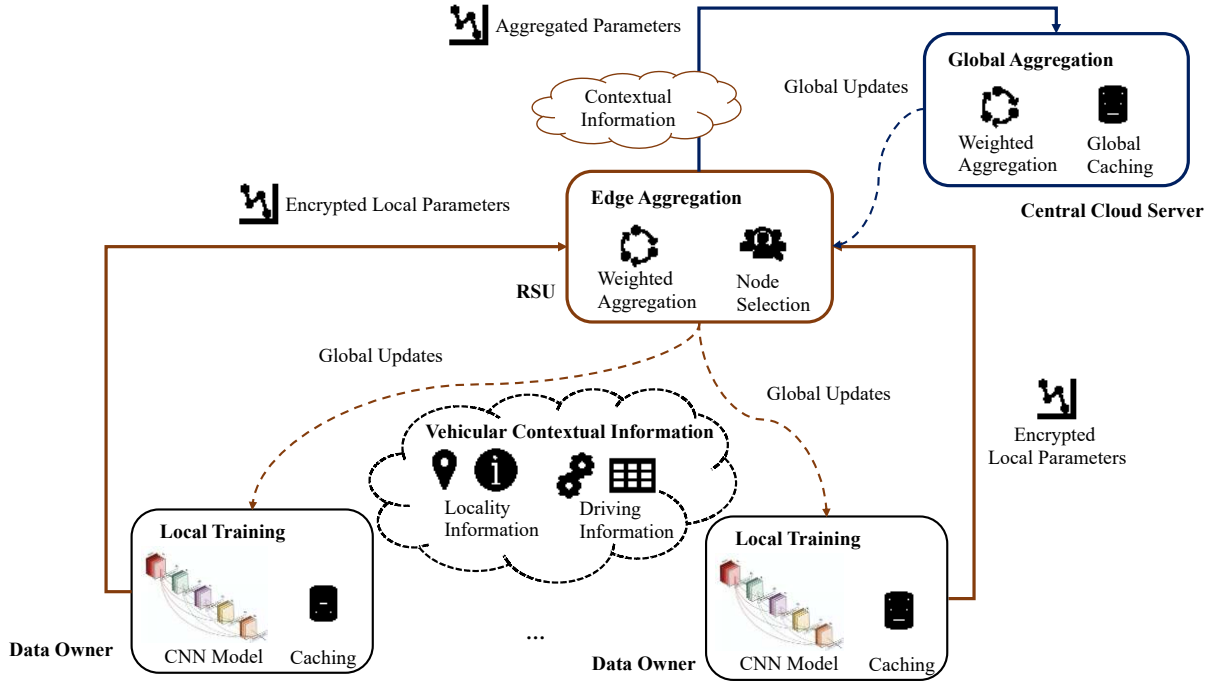 Aggregated Parameters
Global Aggregation
Contextual
Information
Global Updates
Weighted
Aggregation
Global
Caching
Central Cloud Server
Encrypted Local Parameters
Edge Aggregation
Weighted
Aggregation
Node
Selection
RSU
Global Updates
Global Updates
Encrypted
Local Parameters
Vehicular Contextual Information
Locality
Information
Driving
Information
Local Training
CNN Model
Caching
Data Owner
...
Local Training
CNN Model
Caching
Data Owner